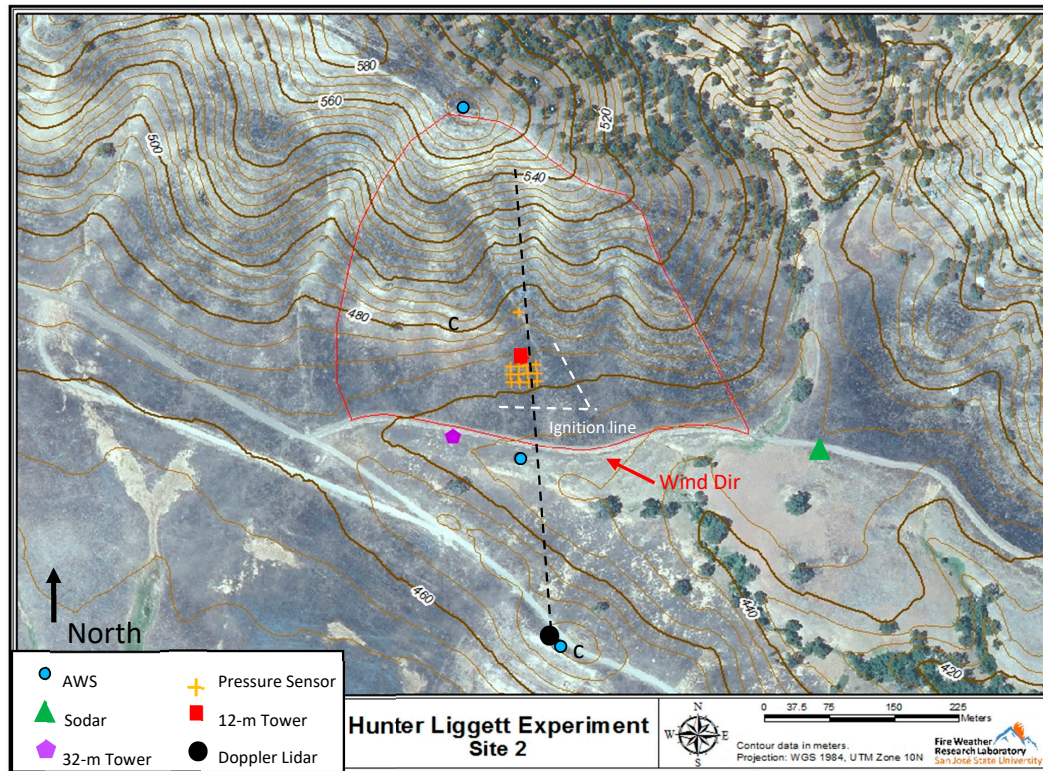 580
560
520
500
540
480
C
Ignition line
Wind Dir
460
440
North
C
420
AWS
Pressure Sensor
Sodar
12-m Tower
32-m Tower
Doppler Lidar
Hunter Liggett Experiment
Site 2
N
W E
S
0 37.5 75 150 225
Meters
Contour data in meters.
Projection: WGS 1984, UTM Zone 10N
Fire Weather
Research Laboratory
San José State University